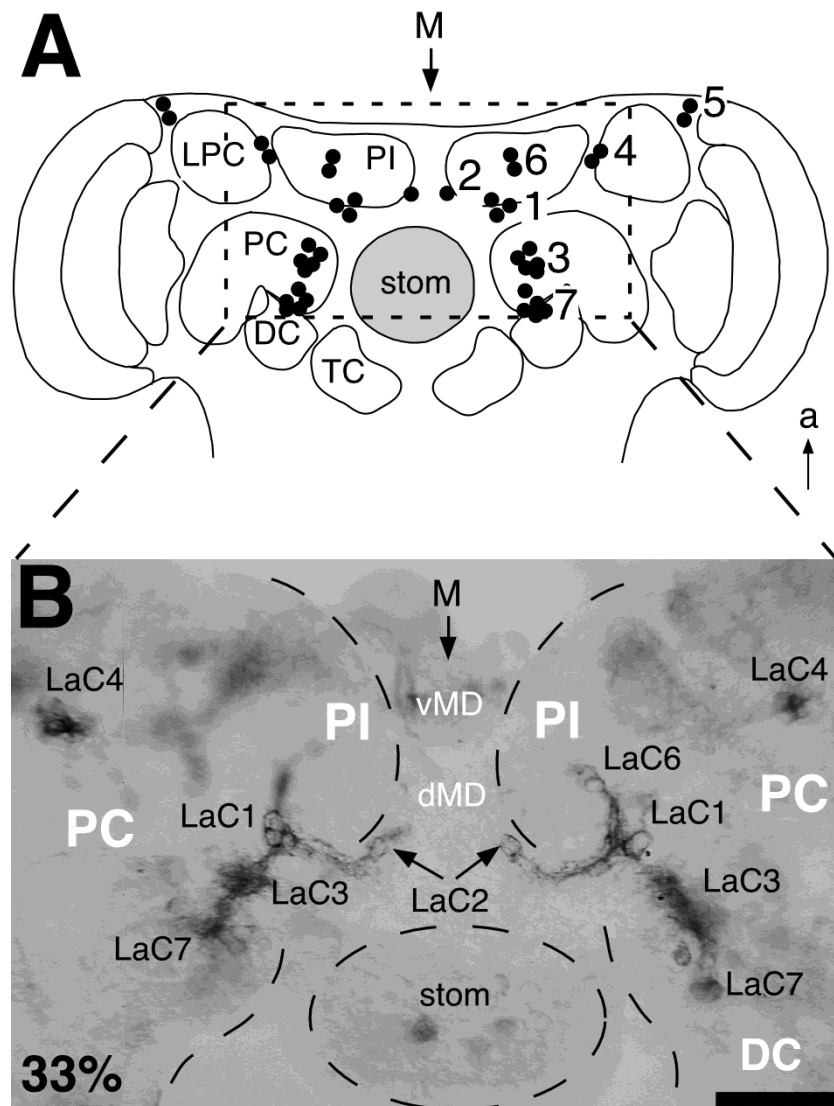 A
M
5
LPC
PI
2
6
4
1
PC
stom
3
7
DC
TC
a
B
M
LaC4
LaC4
PI
vMD
PI
LaC6
dMD
PC
LaC1
LaC1
PC
LaC3
LaC2
LaC3
LaC7
stom
LaC7
33%
DC